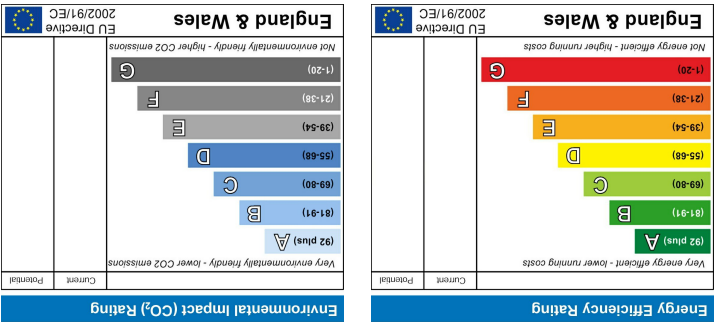 Energy Efficiency Rating
Current Potential
Very energy efficient - lower running costs
(92 plus) A
(81-91) B
(69-80) C
(55-68) D
(39-54) E
(21-38) F
(1-20) G
Not energy efficient - higher running costs
England & Wales
EU Directive
2002/91/EC
Environmental Impact (CO₂) Rating
Current Potential
Very environmentally friendly - lower CO2 emissions
(92 plus) A
(81-91) B
(69-80) C
(55-68) D
(39-54) E
(21-38) F
(1-20) G
Not environmentally friendly - higher CO2 emissions
England & Wales
EU Directive
2002/91/EC